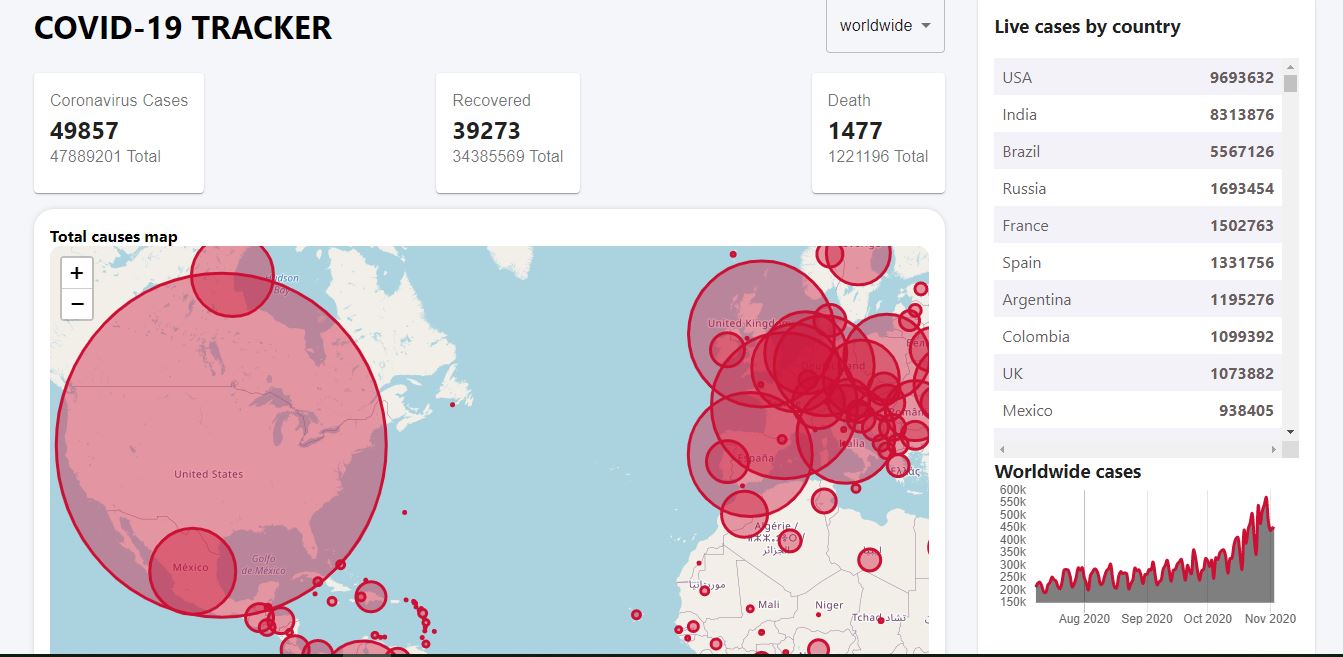 COVID-19 TRACKER
worldwide
Coronavirus Cases
49857
47889201 Total
Recovered
39273
34385569 Total
Death
1477
1221196 Total
Total causes map
+
−
Hudson
Bay
United States
México
Golfo
de México
United Kingdom
Deutschland
España
Italia
Ελλάς
Algérie /
الجزائر
موريتانيا
Mali
Niger
Tchad تشاد
Live cases by country
USA 9693632
India 8313876
Brazil 5567126
Russia 1693454
France 1502763
Spain 1331756
Argentina 1195276
Colombia 1099392
UK 1073882
Mexico 938405
Worldwide cases
600k
550k
500k
450k
400k
350k
300k
250k
200k
150k
Aug 2020 Sep 2020 Oct 2020 Nov 2020